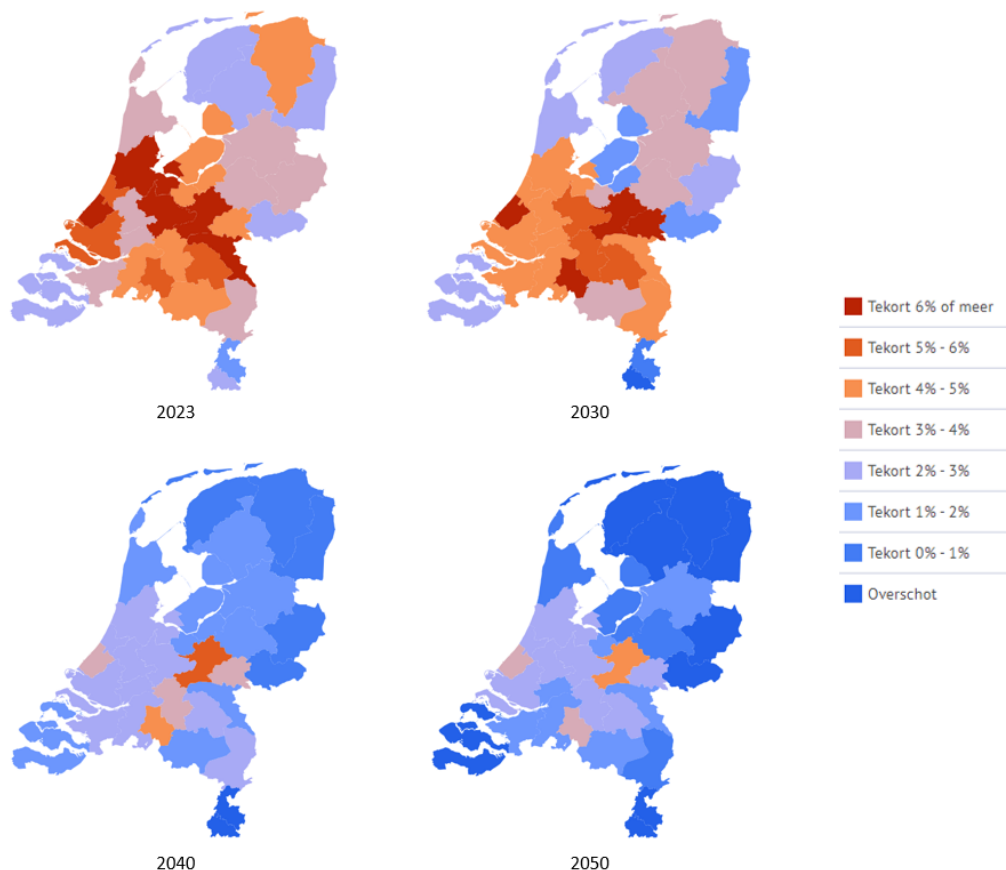 2023
2030
Tekort 6% of meer
Tekort 5% - 6%
Tekort 4% - 5%
Tekort 3% - 4%
Tekort 2% - 3%
Tekort 1% - 2%
Tekort 0% - 1%
Overschot
2040
2050